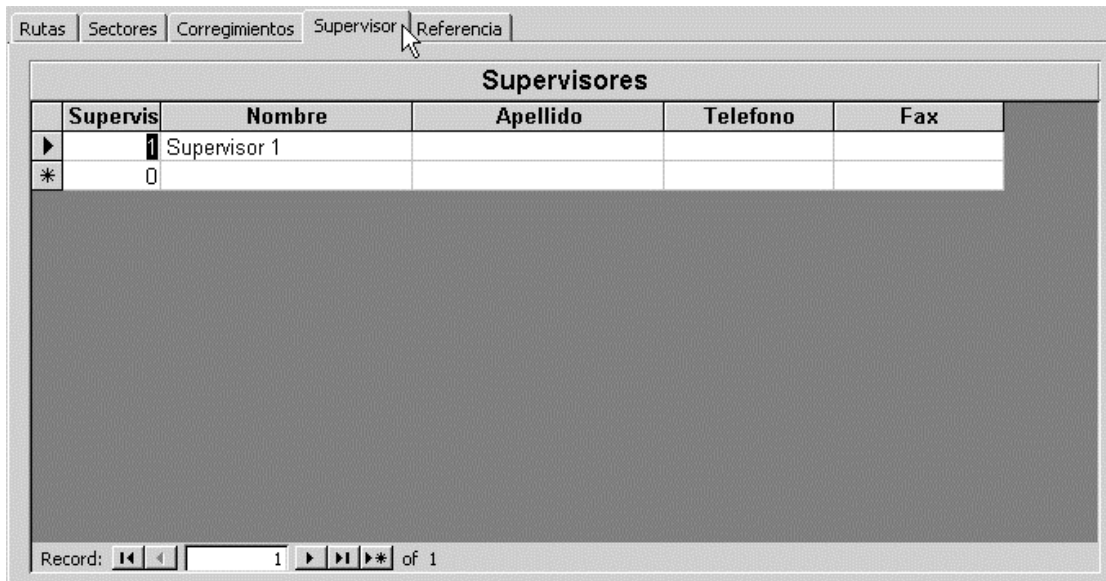 Rutas Sectores Corregimientos Supervisor Referencia
Supervisores
Supervis Nombre Apellido Telefono Fax
1 Supervisor 1
0
Record: 1 of 1